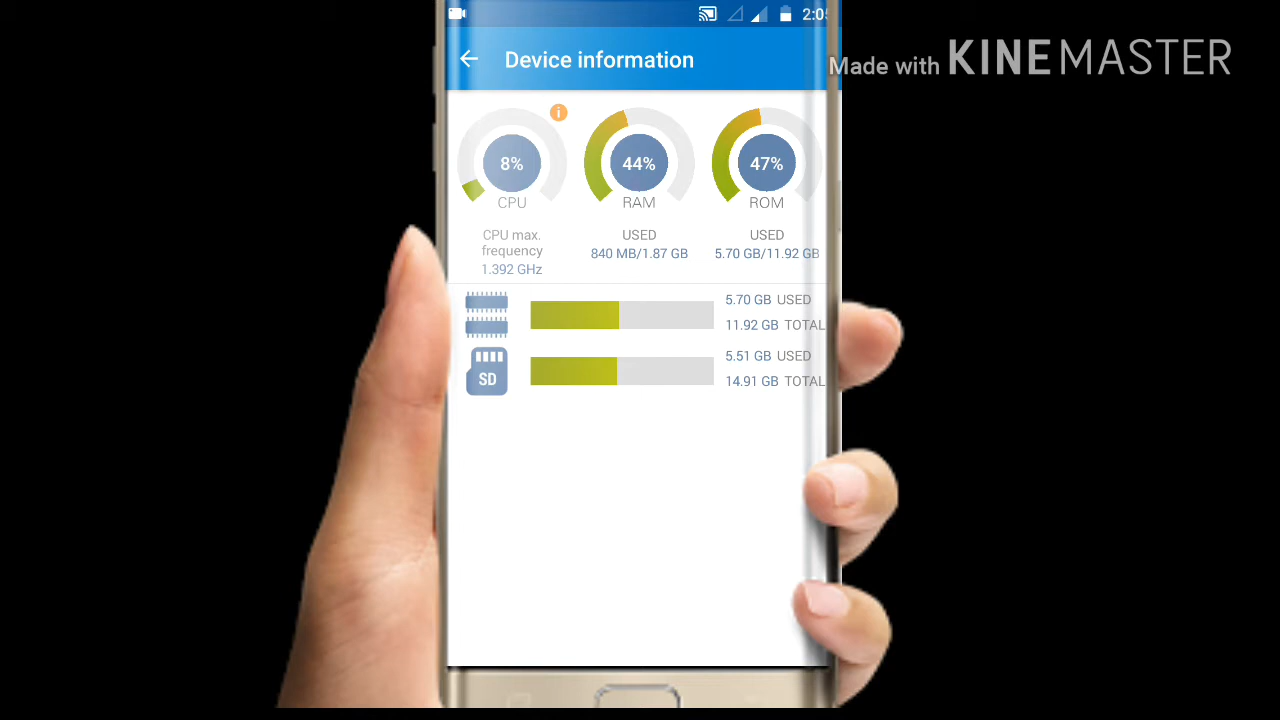 2:05
Device information
Made with KINEMASTER
8%
44%
47%
CPU
RAM
ROM
CPU max.
frequency
1.392 GHz
USED
840 MB/1.87 GB
USED
5.70 GB/11.92 GB
5.70 GB USED
11.92 GB TOTAL
SD
5.51 GB USED
14.91 GB TOTAL